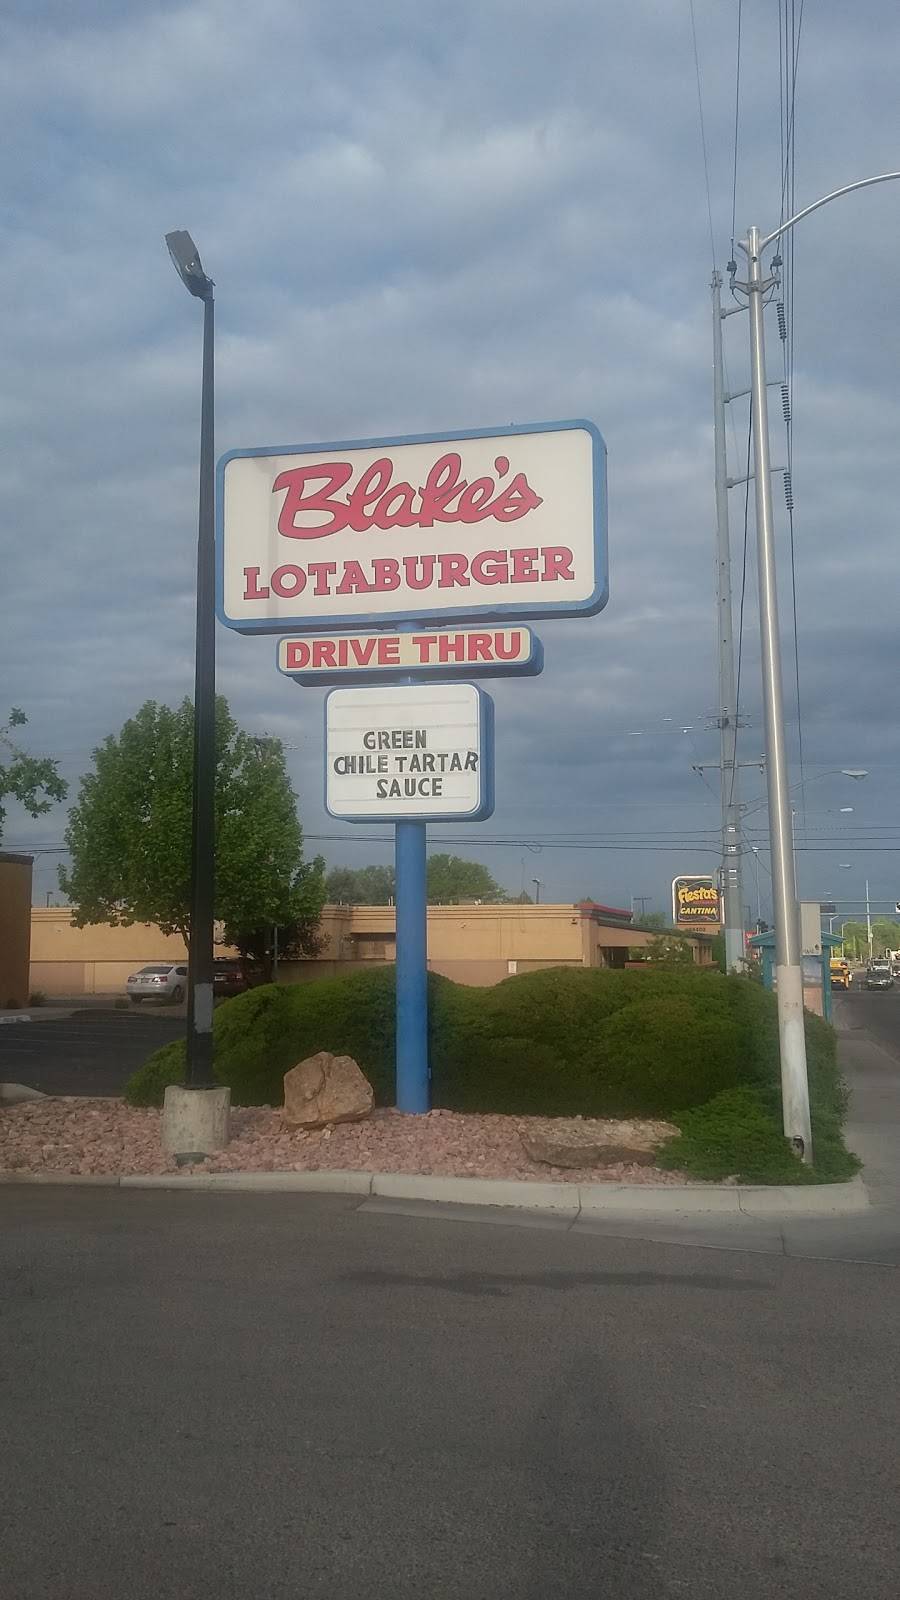 Blake's
LOTABURGER
DRIVE THRU
GREEN
CHILE TARTAR
SAUCE
Fiesta's
CANTINA